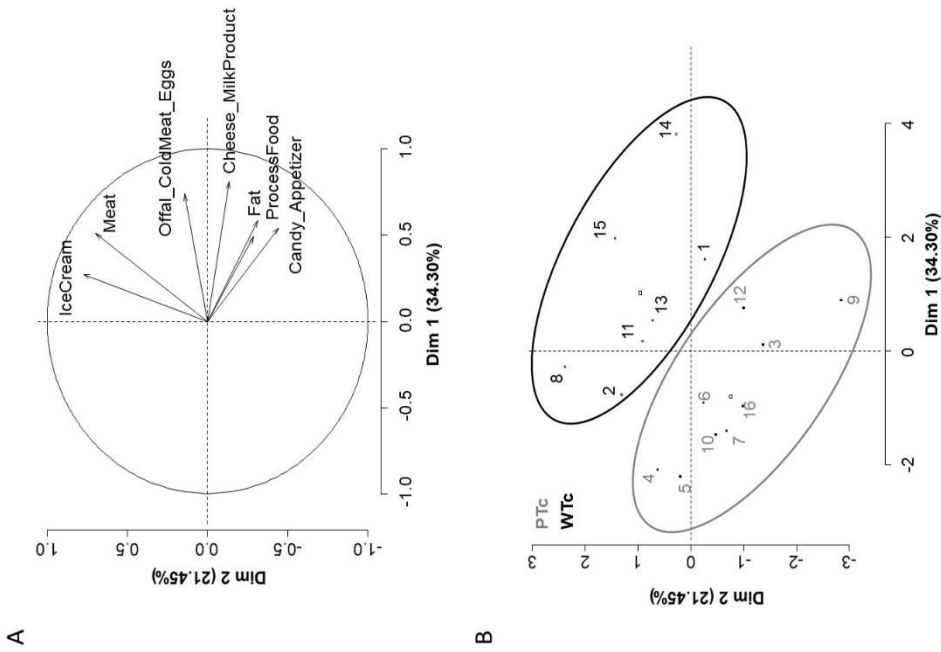 A
IceCream
Meat
Offal_ColdMeat_Eggs
Cheese_MilkProduct
Fat
ProcessFood
Candy_Appetizer
1.0
0.5
0.0
-0.5
-1.0
Dim 2 (21.45%)
-1.0
-0.5
0.0
0.5
1.0
Dim 1 (34.30%)
B
PTc
WTc
8
2
11
13
15
14
1
4
5
10
7
6
16
3
12
9
3
2
1
0
-1
-2
-3
Dim 2 (21.45%)
-2
0
2
4
Dim 1 (34.30%)